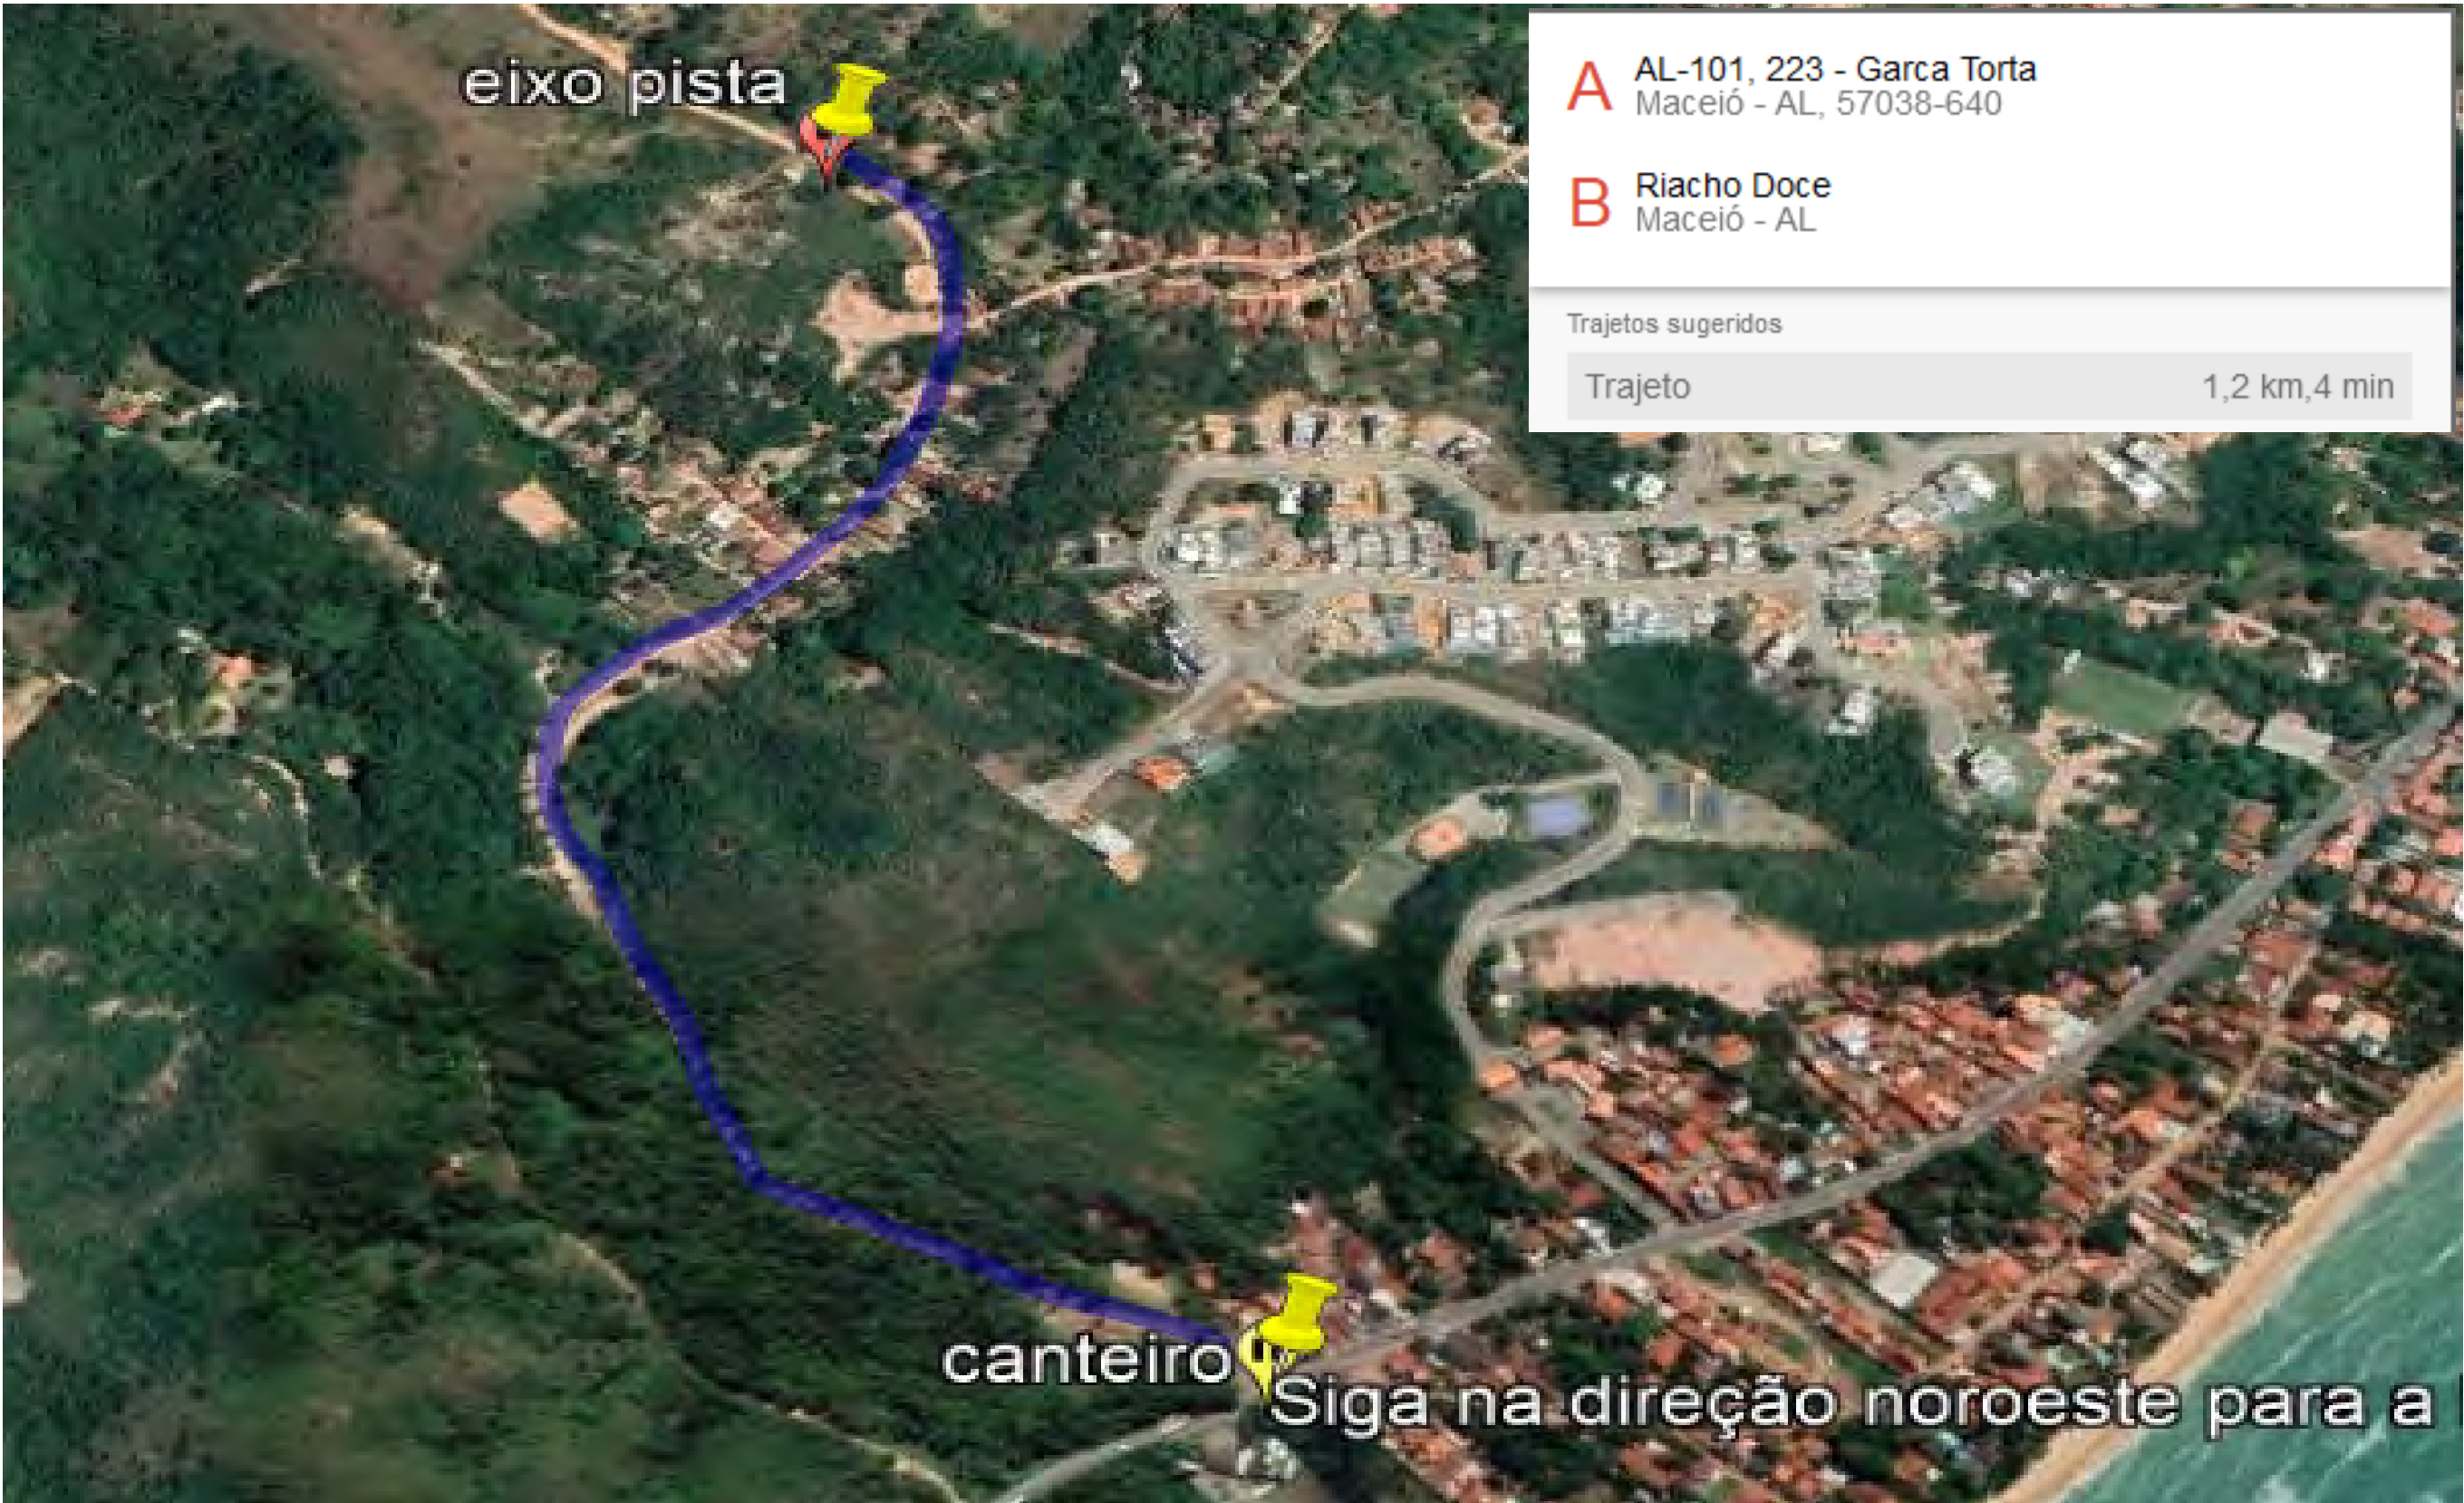 eixo pista
A AL-101, 223 - Garca Torta
Maceió - AL, 57038-640
B Riacho Doce
Maceió - AL
Trajetos sugeridos
Trajeto 1,2 km,4 min
canteiro
Siga na direção noroeste para a